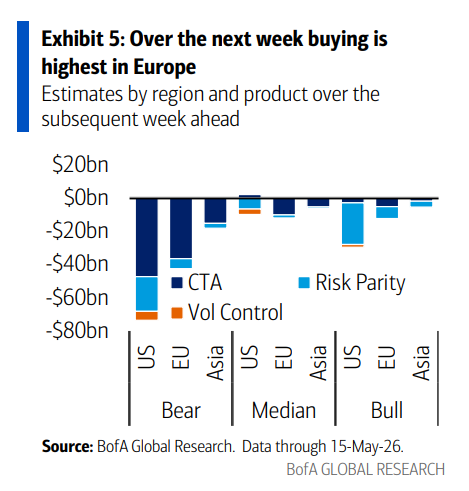 Exhibit 5: Over the next week buying is
highest in Europe
Estimates by region and product over the
subsequent week ahead
$20bn
$0bn
-$20bn
-$40bn
-$60bn
-$80bn
CTA
Risk Parity
Vol Control
US
EU
Asia
US
EU
Asia
US
EU
Asia
Bear
Median
Bull
Source: BofA Global Research. Data through 15-May-26.
BofA GLOBAL RESEARCH